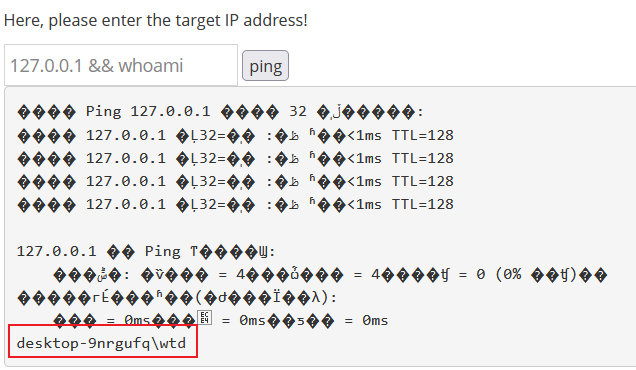 Here, please enter the target IP address!
127.0.0.1 && whoami
ping
���� Ping 127.0.0.1 ���� 32 �ֽڵ�����:
���� 127.0.0.1 �Ļظ�: �ֽ�=32 ʱ��<1ms TTL=128
���� 127.0.0.1 �Ļظ�: �ֽ�=32 ʱ��<1ms TTL=128
���� 127.0.0.1 �Ļظ�: �ֽ�=32 ʱ��<1ms TTL=128
���� 127.0.0.1 �Ļظ�: �ֽ�=32 ʱ��<1ms TTL=128
127.0.0.1 �� Ping ͳ����Ϣ:
���ݰ�: �ѷ��� = 4���ѽ��� = 4����ʧ = 0 (0% ��ʧ)��
�����г̵���
��� = 0ms��� = 0ms��ƽ�� = 0ms
desktop-9nrgufq\wtd